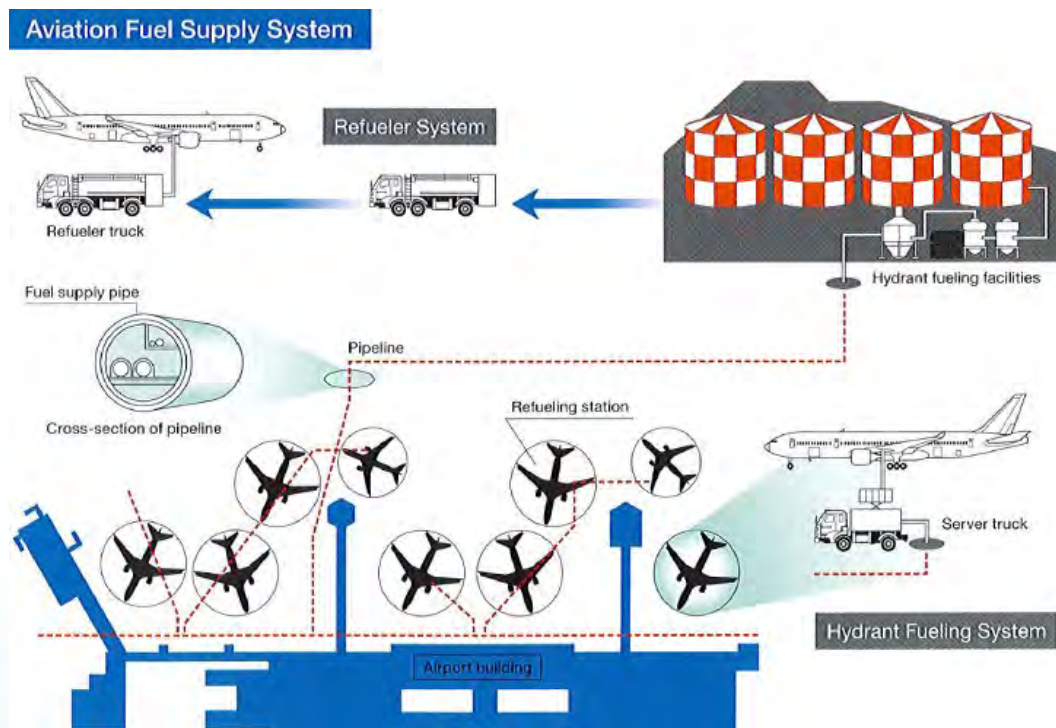 Aviation Fuel Supply System
Refueler System
Refueler truck
Hydrant fueling facilities
Fuel supply pipe
Pipeline
Cross-section of pipeline
Refueling station
Server truck
Hydrant Fueling System
Airport building